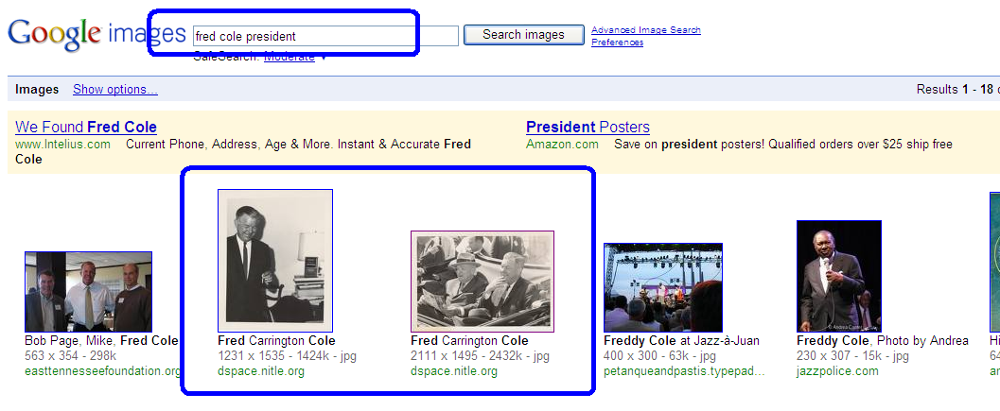 Google images
fred cole president
Search images
Advanced Image Search
Preferences
SafeSearch: Moderate ▼
Images Show options...
Results 1 - 18
We Found Fred Cole
www.Intelius.com Current Phone, Address, Age & More. Instant & Accurate Fred
Cole
President Posters
Amazon.com Save on president posters! Qualified orders over $25 ship free
Bob Page, Mike, Fred Cole
563 x 354 - 298k
easttennesseefoundation.org
Fred Carrington Cole
1231 x 1535 - 1424k - jpg
dspace.nitle.org
Fred Carrington Cole
2111 x 1495 - 2432k - jpg
dspace.nitle.org
Freddy Cole at Jazz-à-Juan
400 x 300 - 63k - jpg
petanqueandpastis.typepad...
Freddy Cole, Photo by Andrea
230 x 307 - 15k - jpg
jazzpolice.com
Hi
64